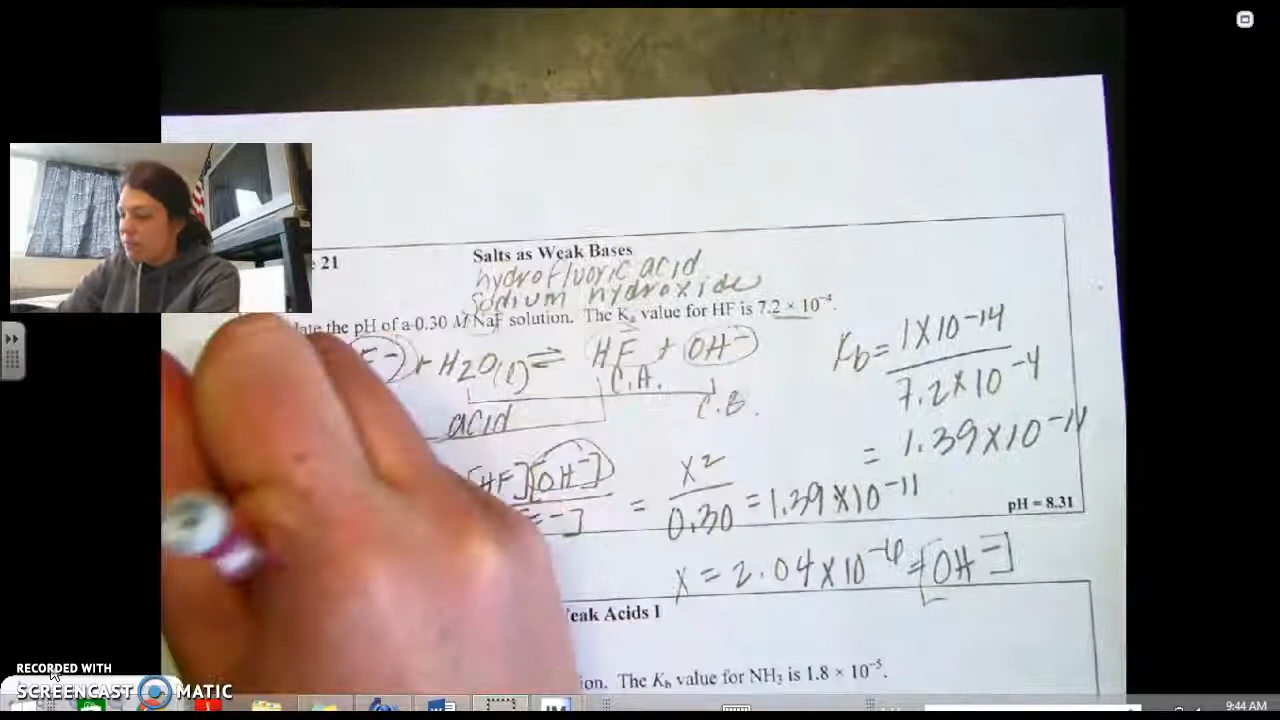 e 21
Salts as Weak Bases
hydrofluoric acid
sodium hydroxide
late the pH of a 0.30 M NaF solution. The Ka value for HF is 7.2 × 10⁻⁴.
F⁻ + H₂O(l) ⇌ HF + OH⁻
C.A.
C.B.
acid
Kb = 1×10⁻¹⁴
7.2×10⁻⁴
= 1.39×10⁻¹¹
[HF][OH⁻]
F⁻]
= x²
0.30
= 1.39×10⁻¹¹
pH = 8.31
x = 2.04×10⁻⁶ = [OH⁻]
eak Acids 1
ion. The Kb value for NH₃ is 1.8 × 10⁻⁵.
RECORDED WITH
SCREENCAST MATIC
9:44 AM